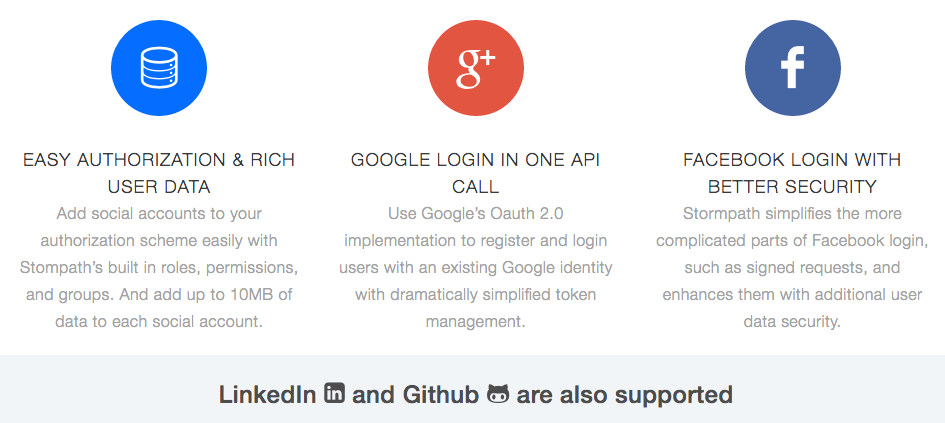 EASY AUTHORIZATION & RICH
USER DATA
Add social accounts to your
authorization scheme easily with
Stompath's built in roles, permissions,
and groups. And add up to 10MB of
data to each social account.
g+
GOOGLE LOGIN IN ONE API
CALL
Use Google's Oauth 2.0
implementation to register and login
users with an existing Google identity
with dramatically simplified token
management.
f
FACEBOOK LOGIN WITH
BETTER SECURITY
Stormpath simplifies the more
complicated parts of Facebook login,
such as signed requests, and
enhances them with additional user
data security.
LinkedIn in and Github are also supported